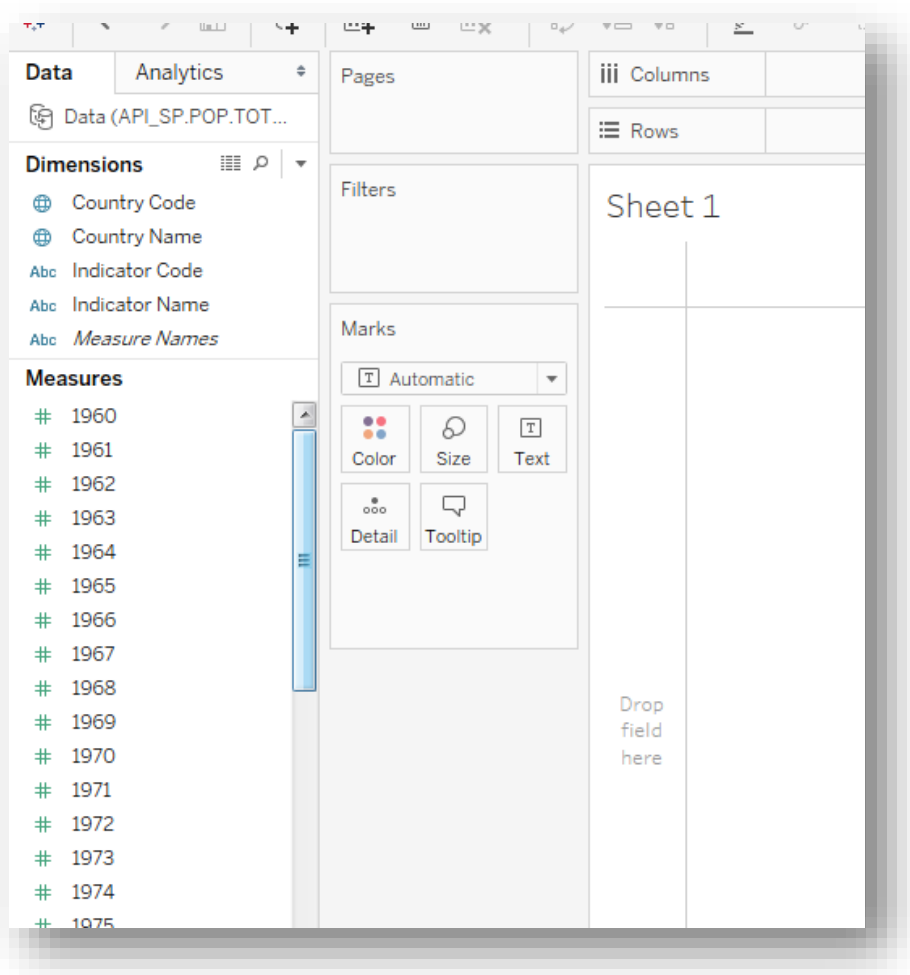 Data
Analytics
Data (API_SP.POP.TOT...
Dimensions
Country Code
Country Name
Abc Indicator Code
Abc Indicator Name
Abc Measure Names
Measures
# 1960
# 1961
# 1962
# 1963
# 1964
# 1965
# 1966
# 1967
# 1968
# 1969
# 1970
# 1971
# 1972
# 1973
# 1974
# 1975
Pages
Filters
Marks
T Automatic
Color
Size
T
Text
Detail
Tooltip
Columns
Rows
Sheet 1
Drop
field
here